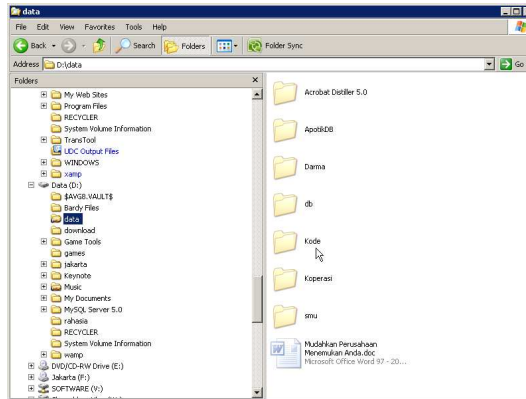 data
File Edit View Favorites Tools Help
Back Search Folders Folder Sync
Address D:\data Go
Folders
My Web Sites
Program Files
RECYCLER
System Volume Information
TransTool
UDC Output Files
WINDOWS
xamp
Data (D:)
$AVG8.VAULT$
Bardy Files
data
download
Game Tools
games
jakarta
Keynote
Music
My Documents
MySQL Server 5.0
rahasia
RECYCLER
System Volume Information
wamp
DVD/CD-RW Drive (E:)
Jakarta (F:)
SOFTWARE (V:)
Acrobat Distiller 5.0
ApotikDB
Darma
db
Kode
Koperasi
smu
Mudahkan Perusahaan
Menemukan Anda.doc
Microsoft Office Word 97 - 20...